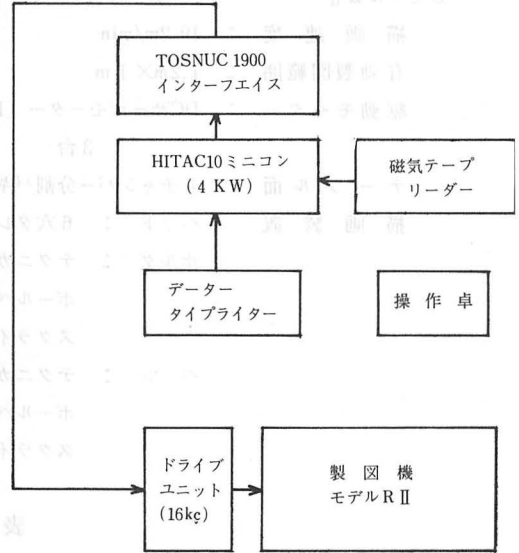 TOSNUC 1900
インターフエイス
HITAC10ミニコン
(4 KW)
磁気テープ
リーダー
データー
タイプライター
操 作 卓
ドライブ
ユニット
(16kç)
製 図 機
モデルRⅡ